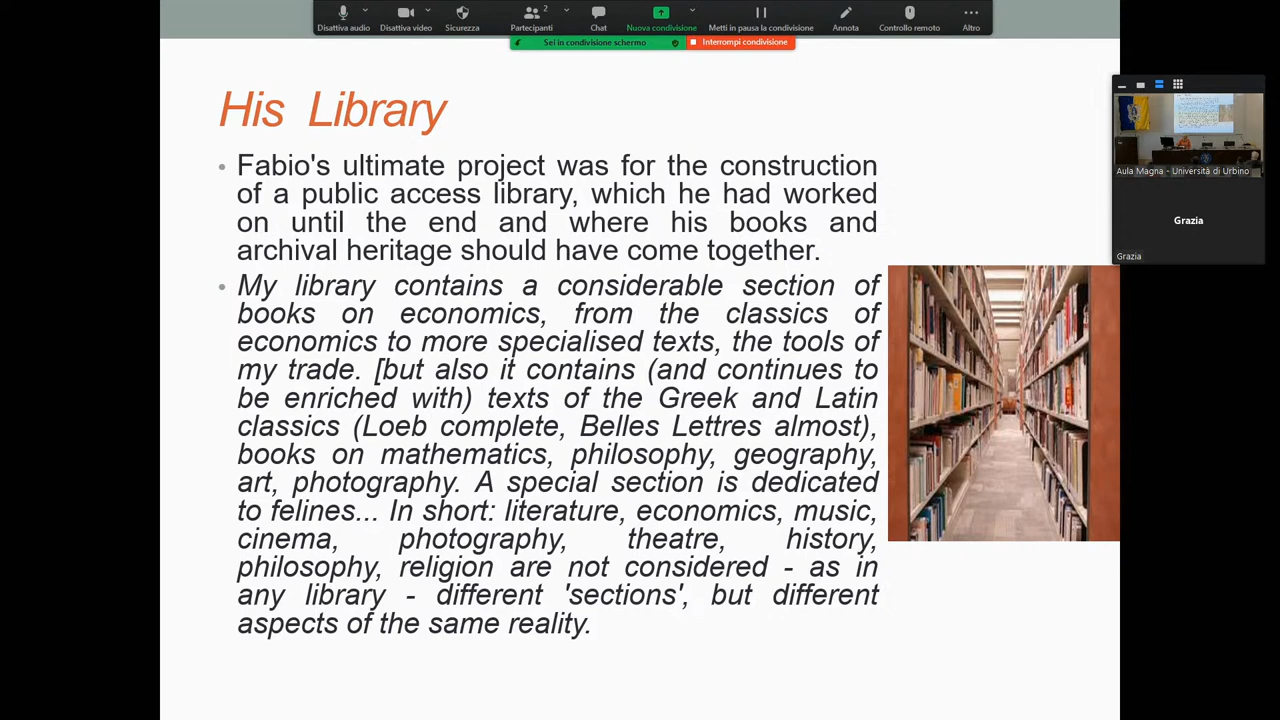 Disattiva audio
Disattiva video
Sicurezza
Partecipanti
2
Chat
Nuova condivisione
Metti in pausa la condivisione
Annota
Controllo remoto
Altro
Sei in condivisione schermo
Interrompi condivisione
His Library
• Fabio's ultimate project was for the construction
of a public access library, which he had worked
on until the end and where his books and
archival heritage should have come together.
• My library contains a considerable section of
books on economics, from the classics of
economics to more specialised texts, the tools of
my trade. [but also it contains (and continues to
be enriched with) texts of the Greek and Latin
classics (Loeb complete, Belles Lettres almost),
books on mathematics, philosophy, geography,
art, photography. A special section is dedicated
to felines... In short: literature, economics, music,
cinema, photography, theatre, history,
philosophy, religion are not considered - as in
any library - different 'sections', but different
aspects of the same reality.
Aula Magna - Università di Urbino
Grazia
Grazia